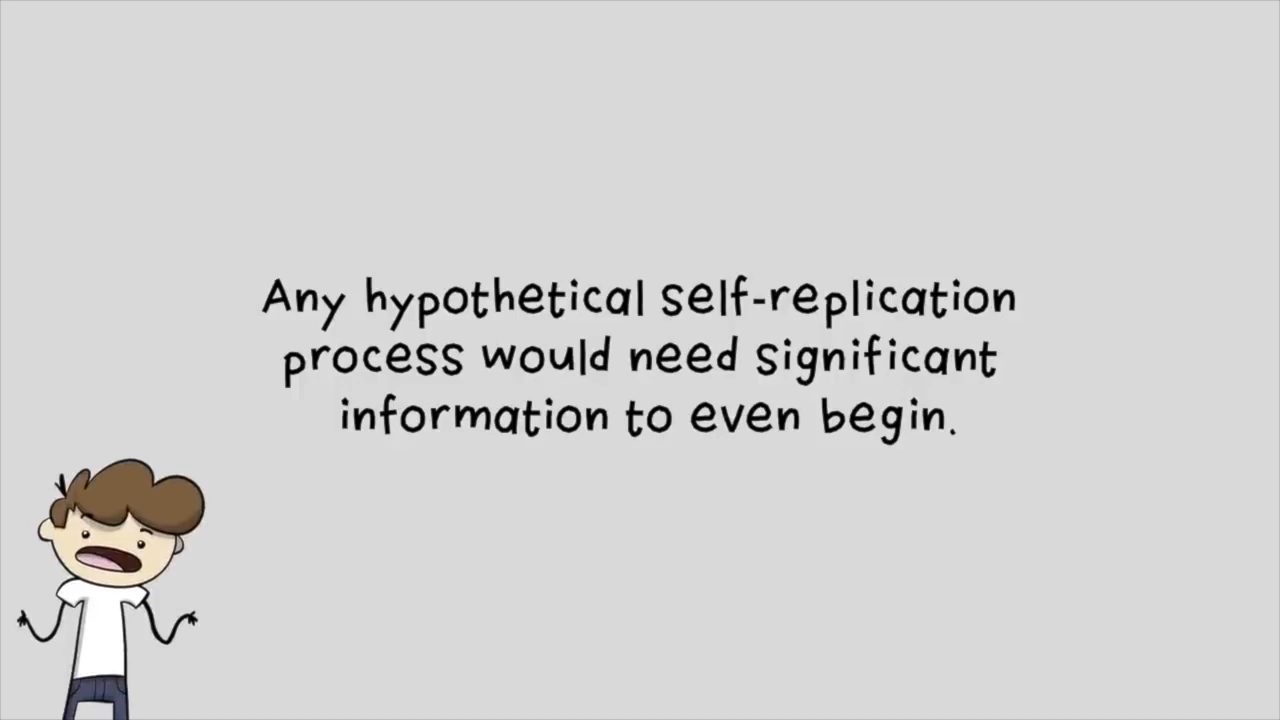 Any hypothetical self-replication
process would need significant
information to even begin.